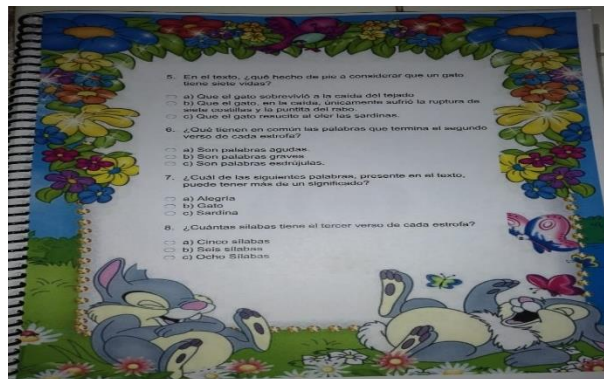 5. En el texto, ¿qué hecho de pie a considerar que un gato
tiene siete vidas?
a) Que el gato sobrevivió a la caída del tejado
b) Que el gato, en la caída, únicamente sufrió la ruptura de
siete costillas y la puntita del rabo.
c) Que el gato resucito al oler las sardinas.
6. ¿Qué tienen en común las palabras que termina el segundo
verso de cada estrofa?
a) Son palabras agudas.
b) Son palabras graves
c) Son palabras esdrújulas.
7. ¿Cuál de las siguientes palabras, presente en el texto,
puede tener más de un significado?
a) Alegría
b) Gato
c) Sardina
8. ¿Cuántas sílabas tiene el tercer verso de cada estrofa?
a) Cinco sílabas
b) Seis sílabas
c) Ocho Sílabas